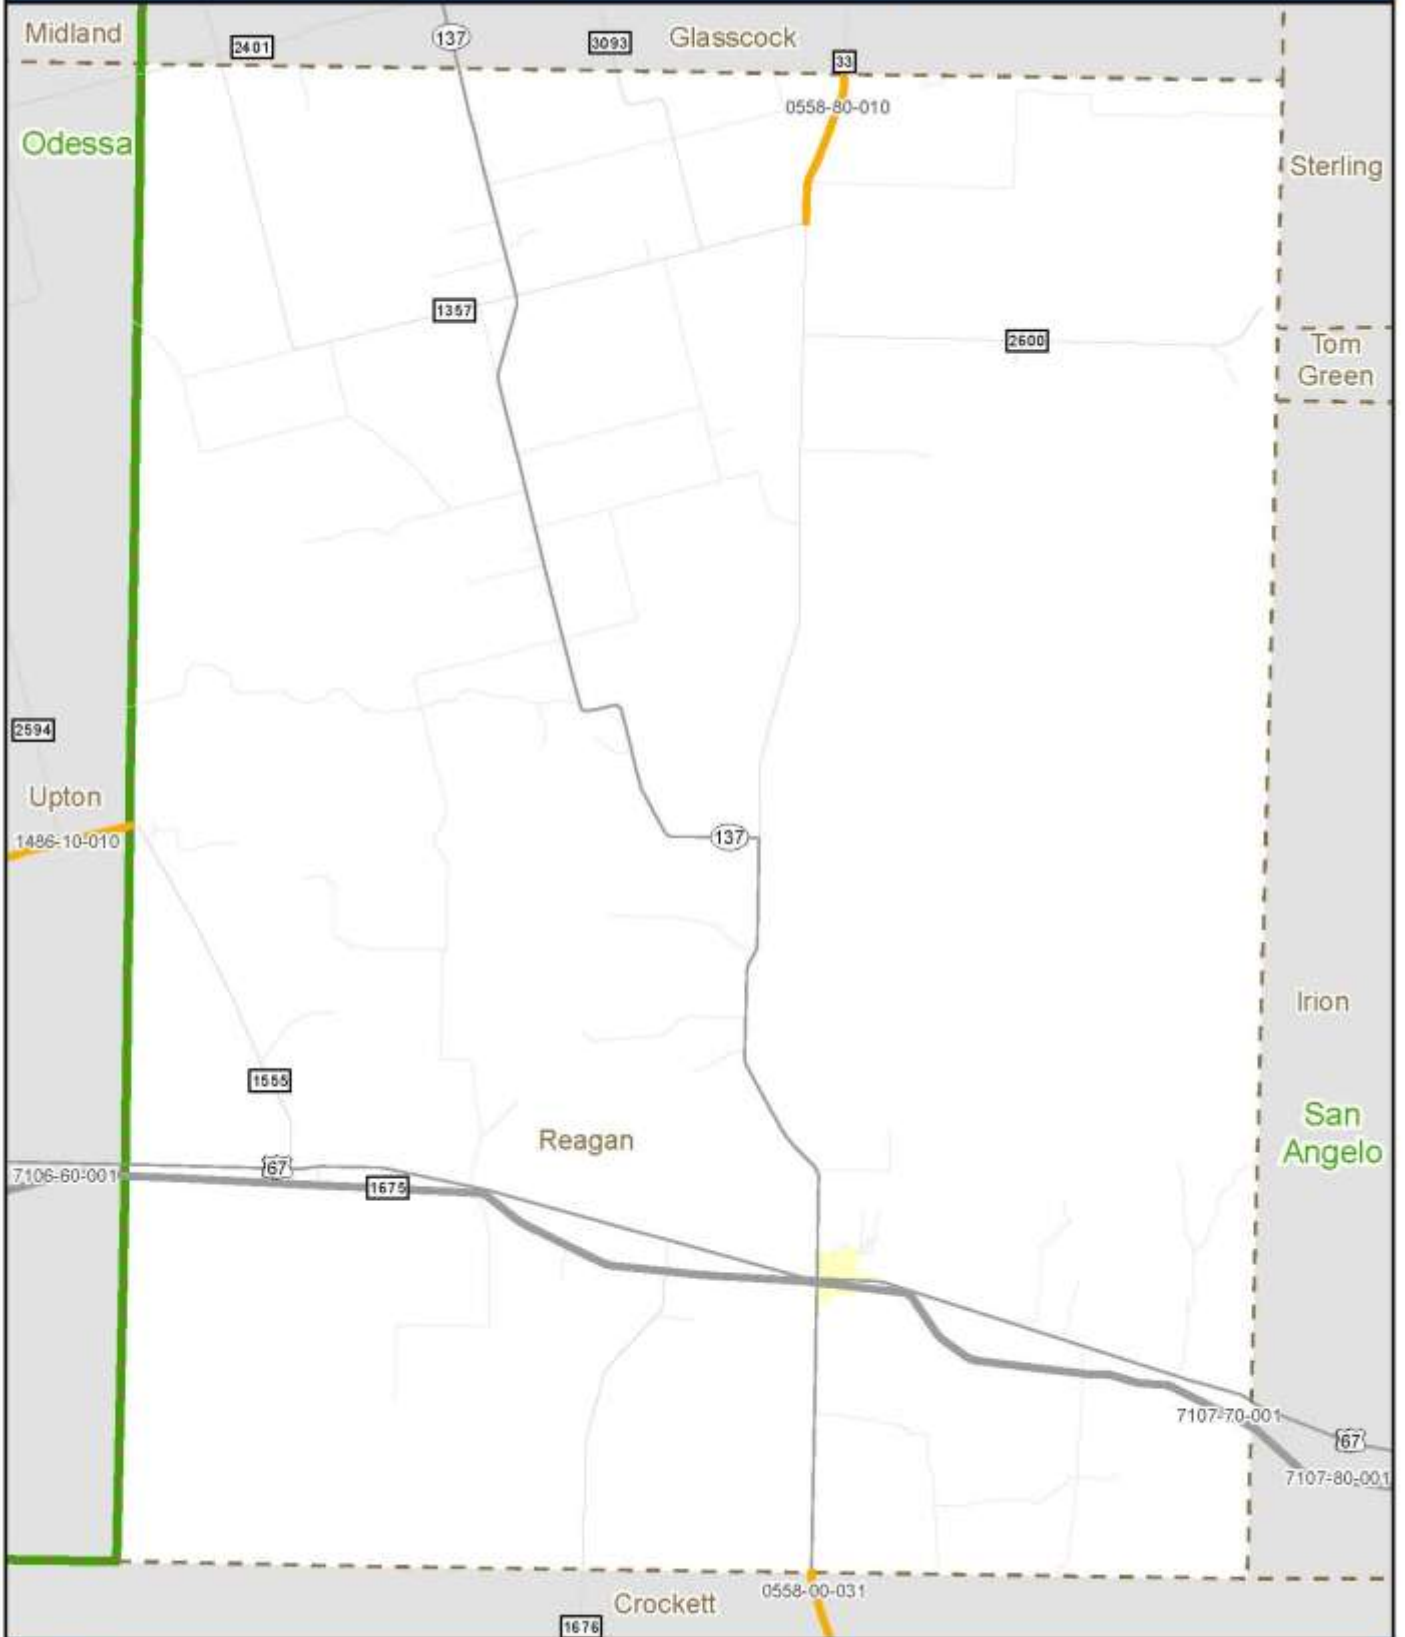 Midland
2401
137
3093
Glasscock
33
0558-80-010
Odessa
Sterling
1357
2600
Tom
Green
2594
Upton
1486-10-010
137
Irion
1555
Reagan
San
Angelo
7106-60-001
67
1675
7107-70-001
67
7107-80-001
0558-00-031
Crockett
1676